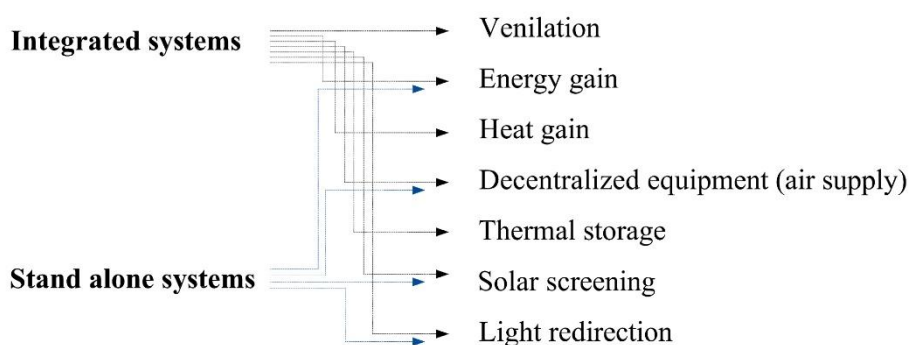 Integrated systems
Venilation
Energy gain
Heat gain
Decentralized equipment (air supply)
Thermal storage
Stand alone systems
Solar screening
Light redirection